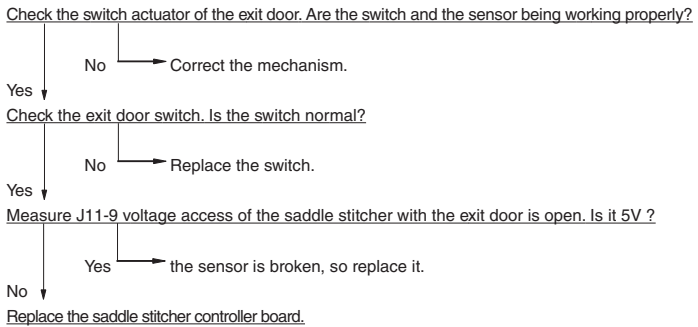 Check the switch actuator of the exit door. Are the switch and the sensor being working properly?
No Correct the mechanism.
Yes
Check the exit door switch. Is the switch normal?
No Replace the switch.
Yes
Measure J11-9 voltage access of the saddle stitcher with the exit door is open. Is it 5V ?
Yes the sensor is broken, so replace it.
No
Replace the saddle stitcher controller board.